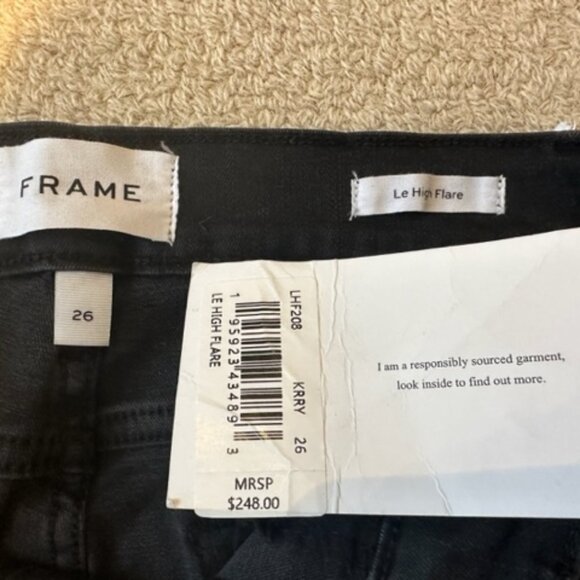 FRAME
Le High Flare
26
LHF208 KRRY 26
1 95923 43489 3
LE HIGH FLARE
MRSP
$248.00
I am a responsibly sourced garment,
look inside to find out more.